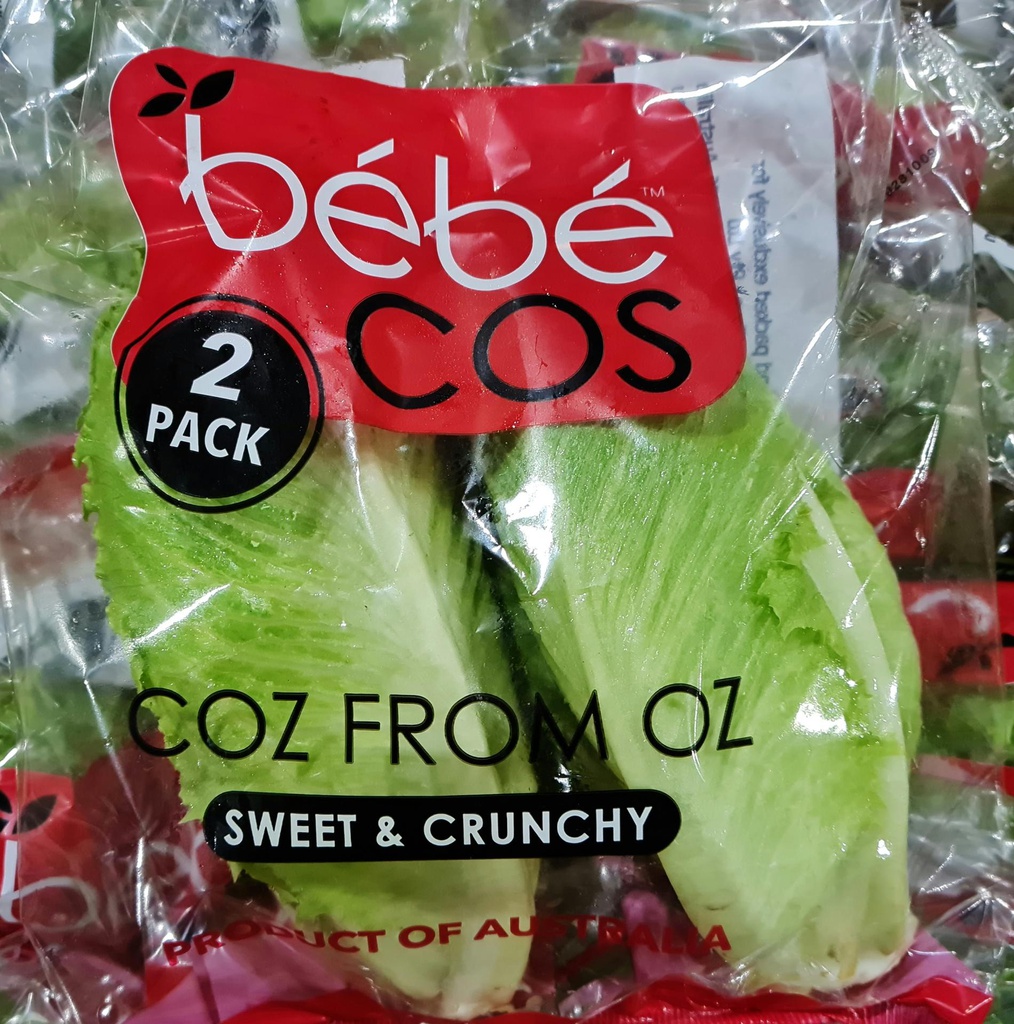 bébé™
COS
2
PACK
COZ FROM OZ
SWEET & CRUNCHY
PRODUCT OF AUSTRALIA